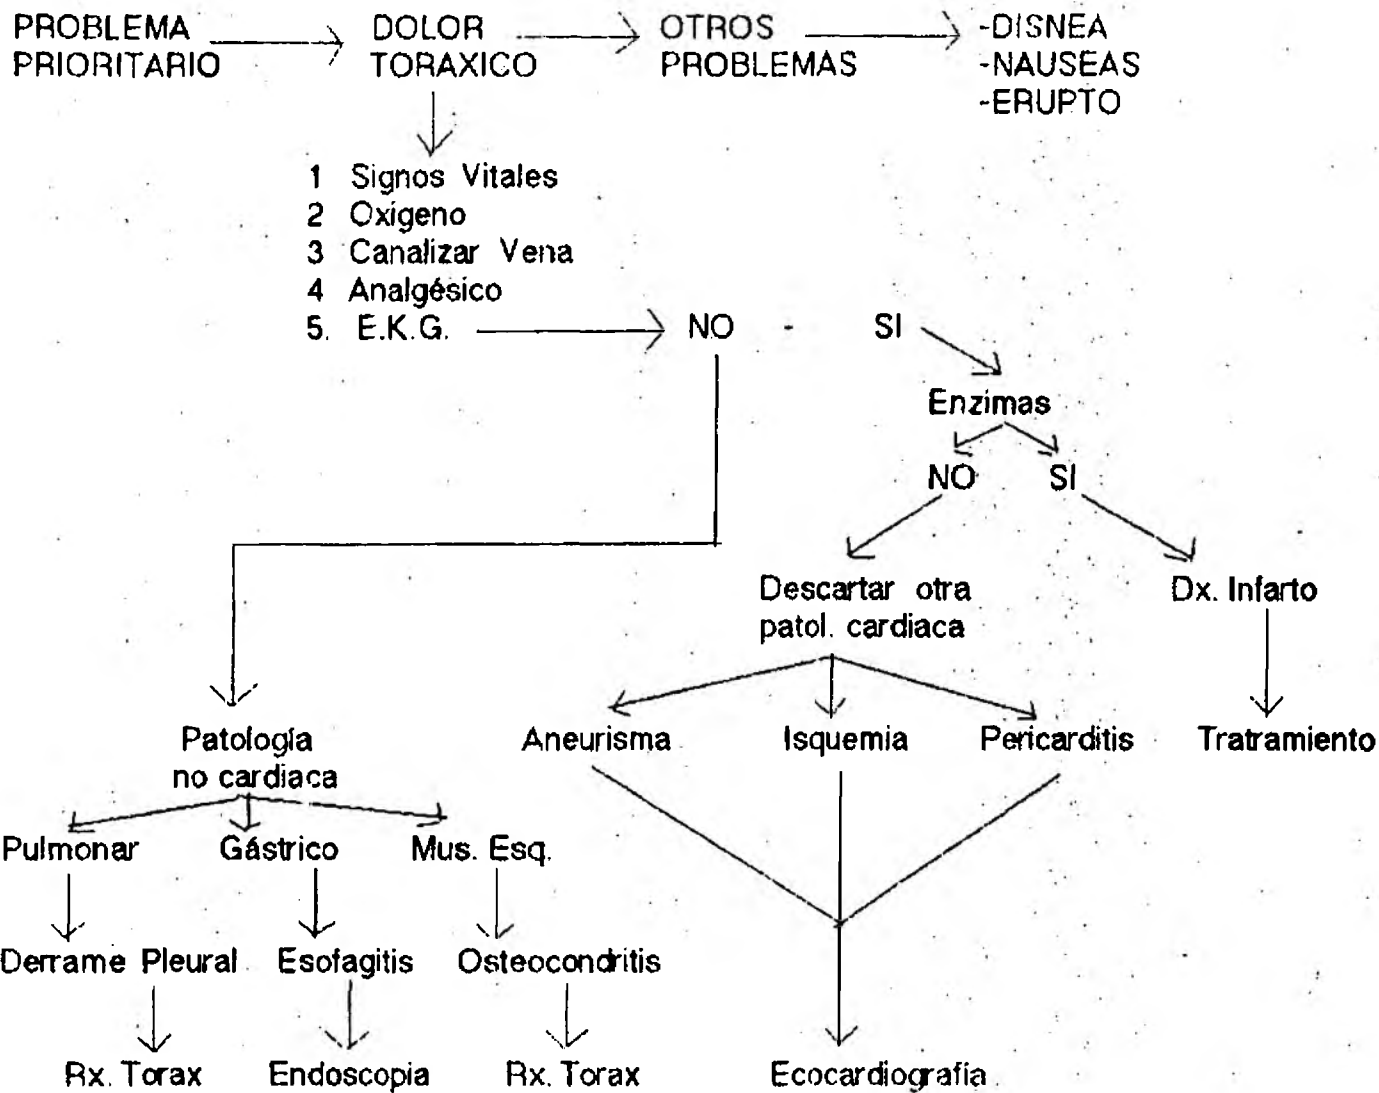 PROBLEMA
PRIORITARIO
DOLOR
TORAXICO
OTROS
PROBLEMAS
-DISNEA
-NAUSEAS
-ERUPTO
1 Signos Vitales
2 Oxígeno
3 Canalizar Vena
4 Analgésico
5. E.K.G.
NO - SI
Enzimas
NO SI
Descartar otra
patol. cardiaca
Dx. Infarto
Patología
no cardiaca
Aneurisma
Isquemia
Pericarditis
Tratramiento
Pulmonar
Gástrico
Mus. Esq.
Derrame Pleural
Esofagitis
Osteocondritis
Rx. Torax
Endoscopia
Rx. Torax
Ecocardiografía